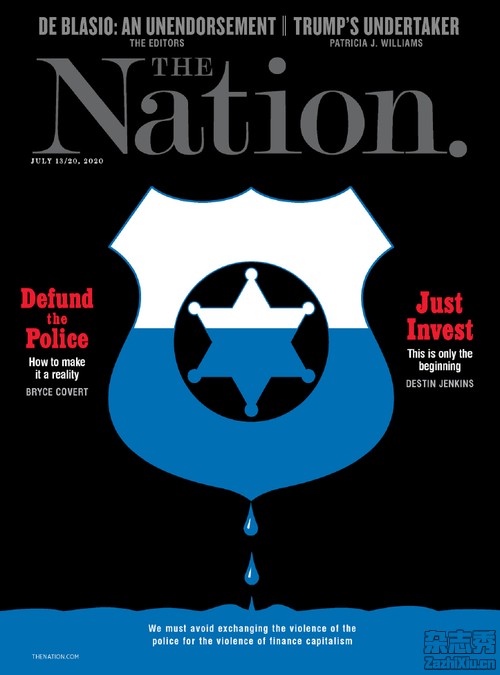 DE BLASIO: AN UNENDORSEMENT || TRUMP'S UNDERTAKER
THE EDITORS PATRICIA J. WILLIAMS
THE
Nation.
JULY 13/20, 2020
Defund
the
Police
How to make
it a reality
BRYCE COVERT
Just
Invest
This is only the
beginning
DESTIN JENKINS
We must avoid exchanging the violence of the
police for the violence of finance capitalism
THENATION.COM
杂志秀
ZazhiXiu.cn